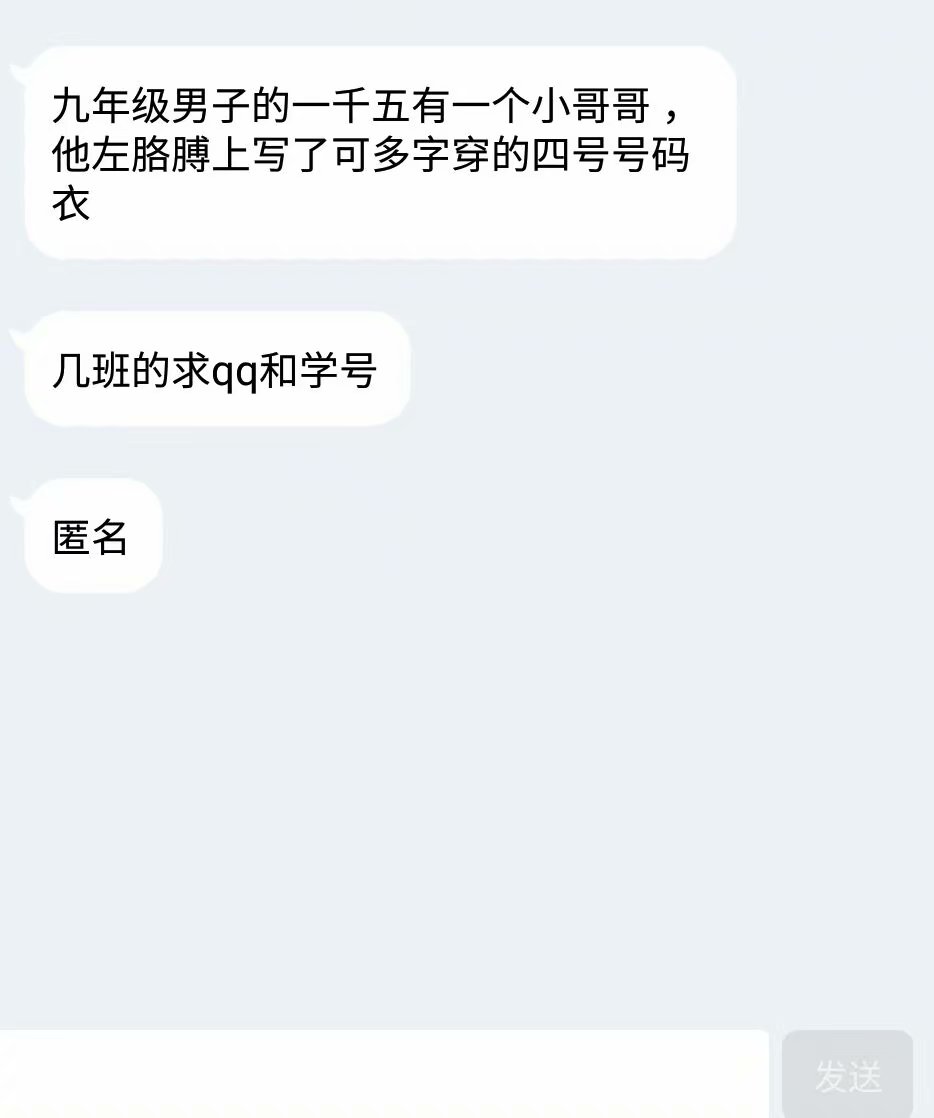 九年级男子的一千五有一个小哥哥，
他左胳膊上写了可多字穿的四号号码
衣
几班的求qq和学号
匿名
发送